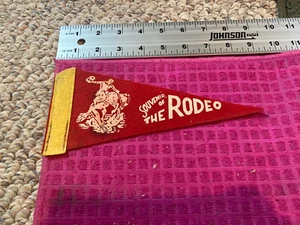 1 2 3 4 5 6 7 8 9 10 11
JOHNSON
SOUVENIR
OF
THE RODEO